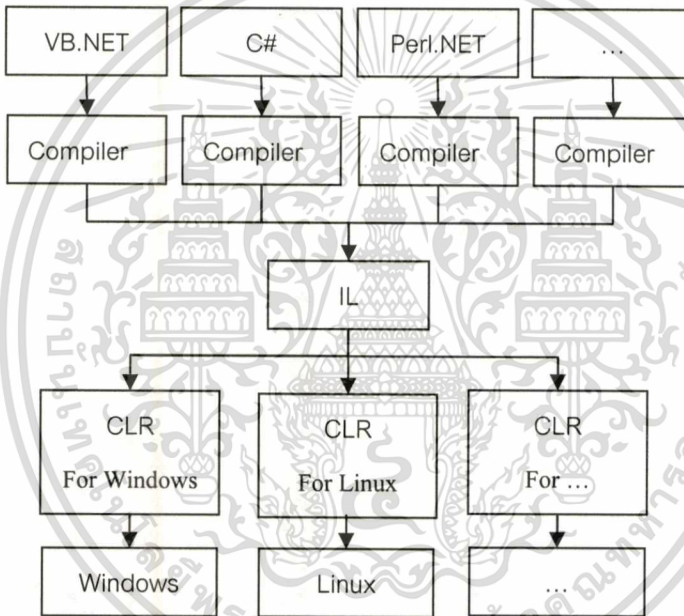 VB.NET
C#
Perl.NET
...
Compiler
Compiler
Compiler
Compiler
IL
CLR
For Windows
CLR
For Linux
CLR
For ...
Windows
Linux
...